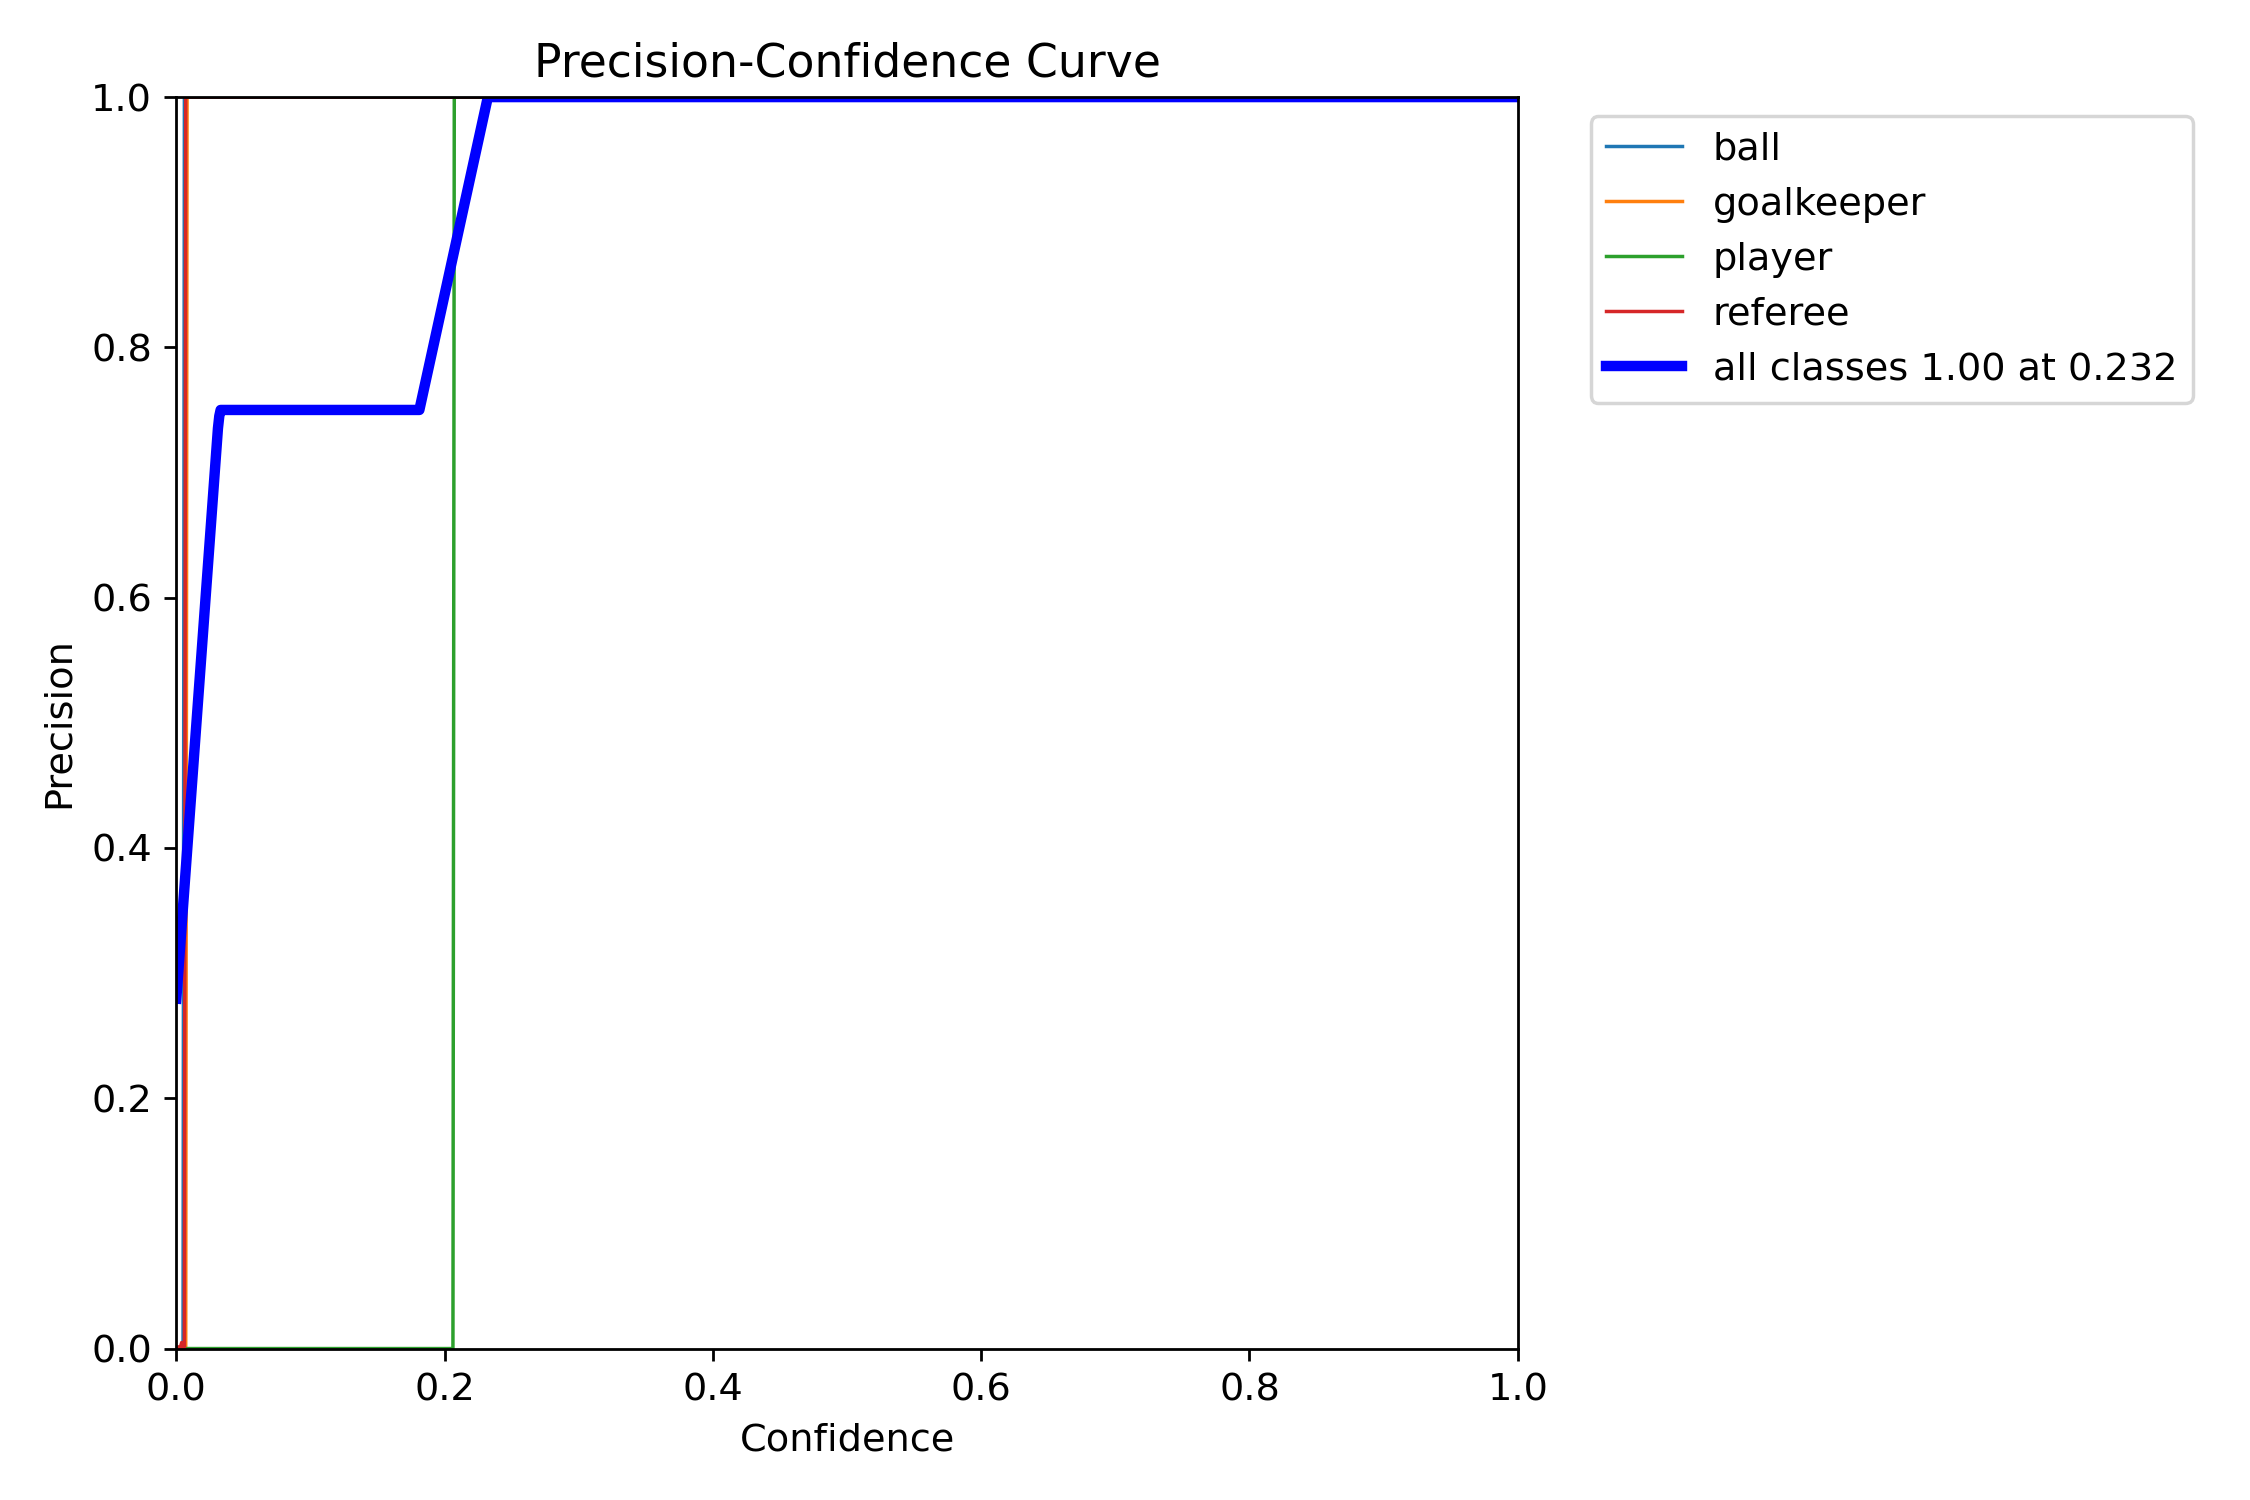 Precision-Confidence Curve
1.0
0.8
0.6
0.4
0.2
0.0
Precision
0.0 0.2 0.4 0.6 0.8 1.0
Confidence
ball
goalkeeper
player
referee
all classes 1.00 at 0.232